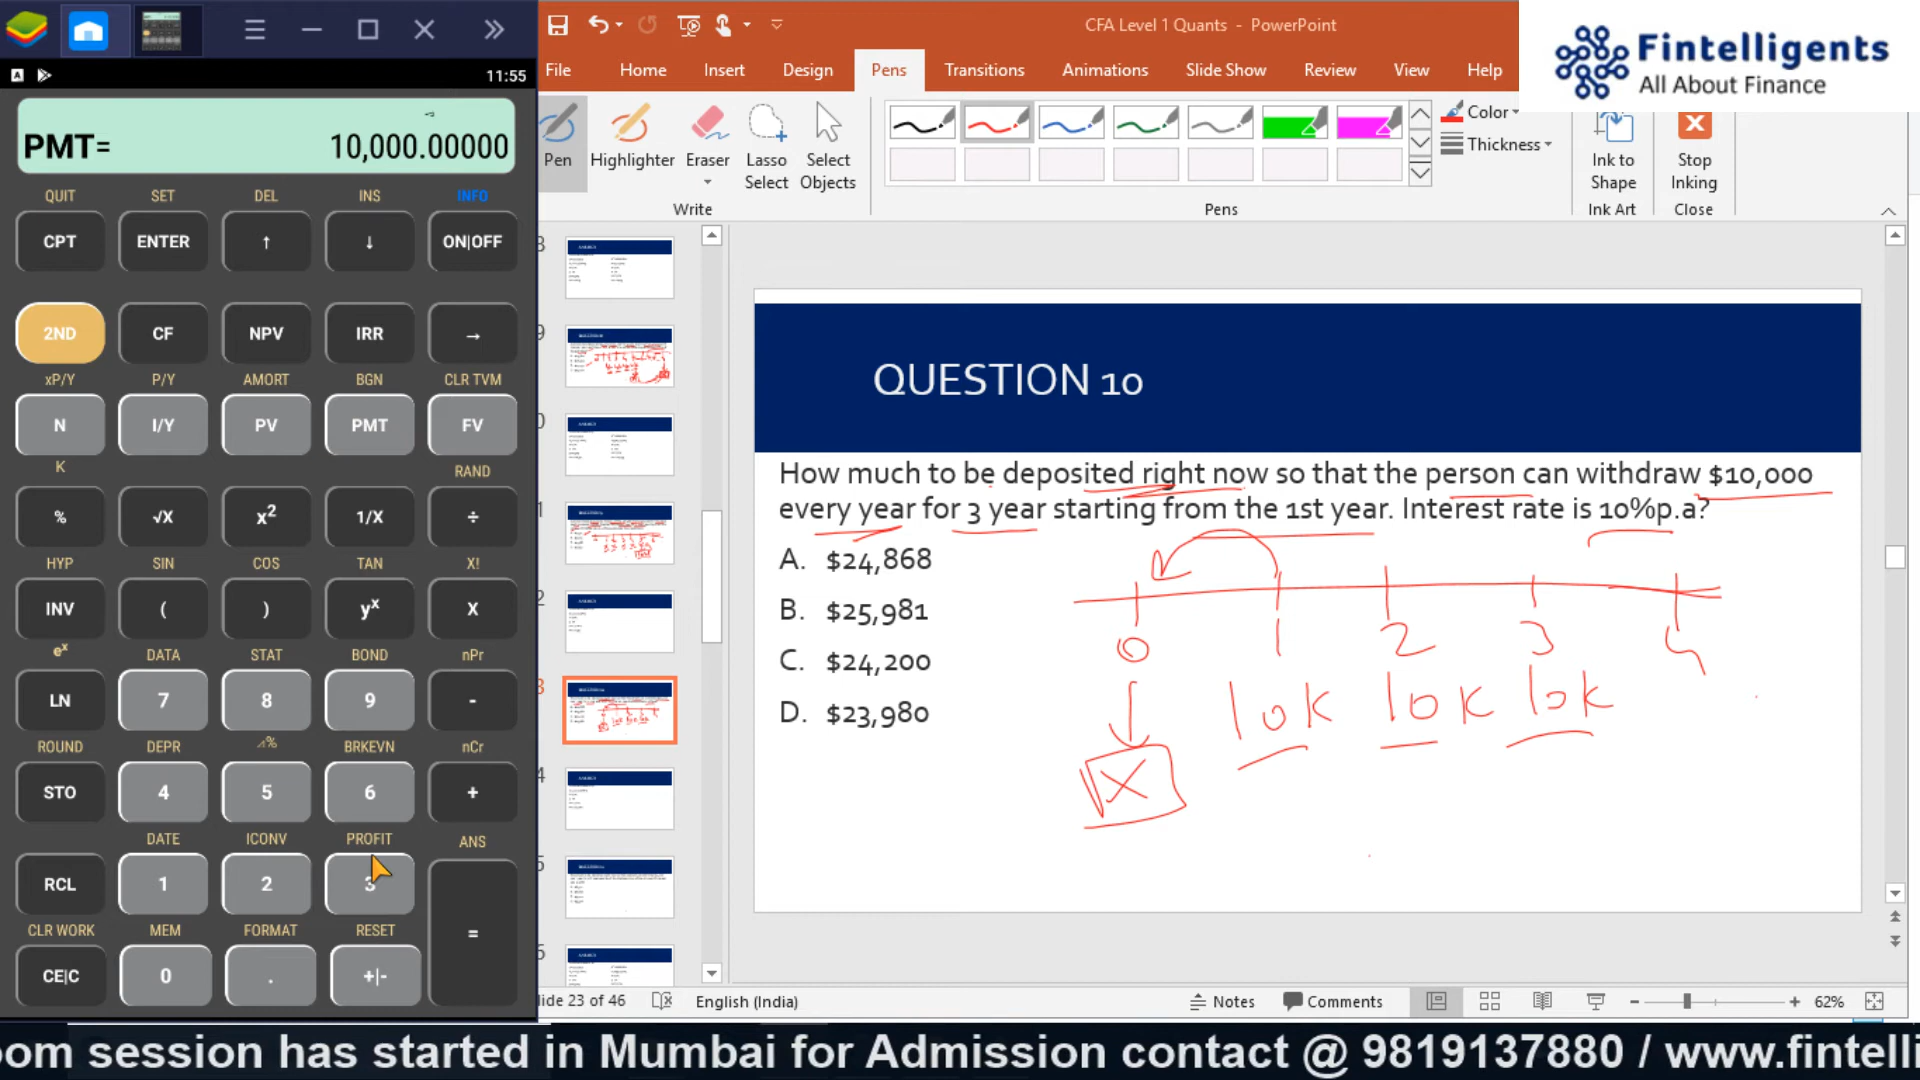 11:55
PMT= 10,000.00000
QUIT SET DEL INS INFO
CPT ENTER ↑ ↓ ON|OFF
2ND CF NPV IRR →
xP/Y P/Y AMORT BGN CLR TVM
N I/Y PV PMT FV
K RAND
% √X x² 1/X ÷
HYP SIN COS TAN X!
INV ( ) yˣ X
eˣ DATA STAT BOND nPr
LN 7 8 9 -
ROUND DEPR ⊿% BRKEVN nCr
STO 4 5 6 +
DATE ICONV PROFIT ANS
RCL 1 2 3 =
CLR WORK MEM FORMAT RESET
CE|C 0 . +|-
CFA Level 1 Quants - PowerPoint
File Home Insert Design Pens Transitions Animations Slide Show Review View Help
Fintelligents
All About Finance
Pen Highlighter Eraser Lasso Select Select Objects
Color
Thickness
Ink to Shape Stop Inking
Write Pens Ink Art Close
QUESTION 10
How much to be deposited right now so that the person can withdraw $10,000
every year for 3 year starting from the 1st year. Interest rate is 10%p.a?
A. $24,868
B. $25,981
C. $24,200
D. $23,980
0 1 2 3 4
10k 10k 10k
X
lide 23 of 46 English (India) Notes Comments 62%
oom session has started in Mumbai for Admission contact @ 9819137880 / www.fintelli